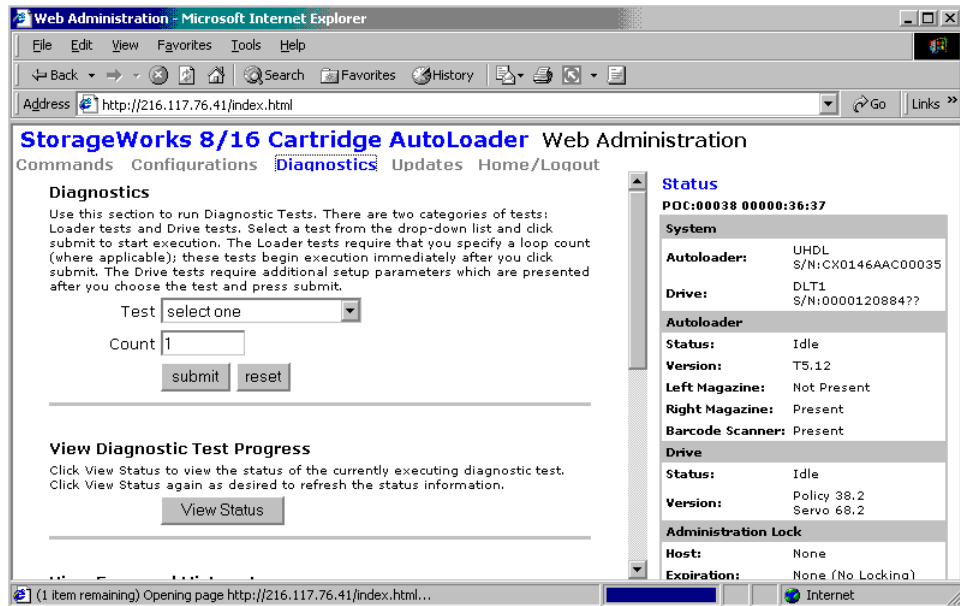 Web Administration - Microsoft Internet Explorer
File Edit View Favorites Tools Help
Back Search Favorites History
Address http://216.117.76.41/index.html Go Links »
StorageWorks 8/16 Cartridge AutoLoader Web Administration
Commands Configurations Diagnostics Updates Home/Logout
Diagnostics
Use this section to run Diagnostic Tests. There are two categories of tests:
Loader tests and Drive tests. Select a test from the drop-down list and click
submit to start execution. The Loader tests require that you specify a loop count
(where applicable); these tests begin execution immediately after you click
submit. The Drive tests require additional setup parameters which are presented
after you choose the test and press submit.
Test select one
Count 1
submit reset
View Diagnostic Test Progress
Click View Status to view the status of the currently executing diagnostic test.
Click View Status again as desired to refresh the status information.
View Status
Status
POC:00038 00000:36:37
System
Autoloader: UHDL
S/N:CX0146AAC00035
Drive: DLT1
S/N:0000120884??
Autoloader
Status: Idle
Version: T5.12
Left Magazine: Not Present
Right Magazine: Present
Barcode Scanner: Present
Drive
Status: Idle
Version: Policy 38.2
Servo 68.2
Administration Lock
Host: None
Expiration: None (No Locking)
(1 item remaining) Opening page http://216.117.76.41/index.html... Internet